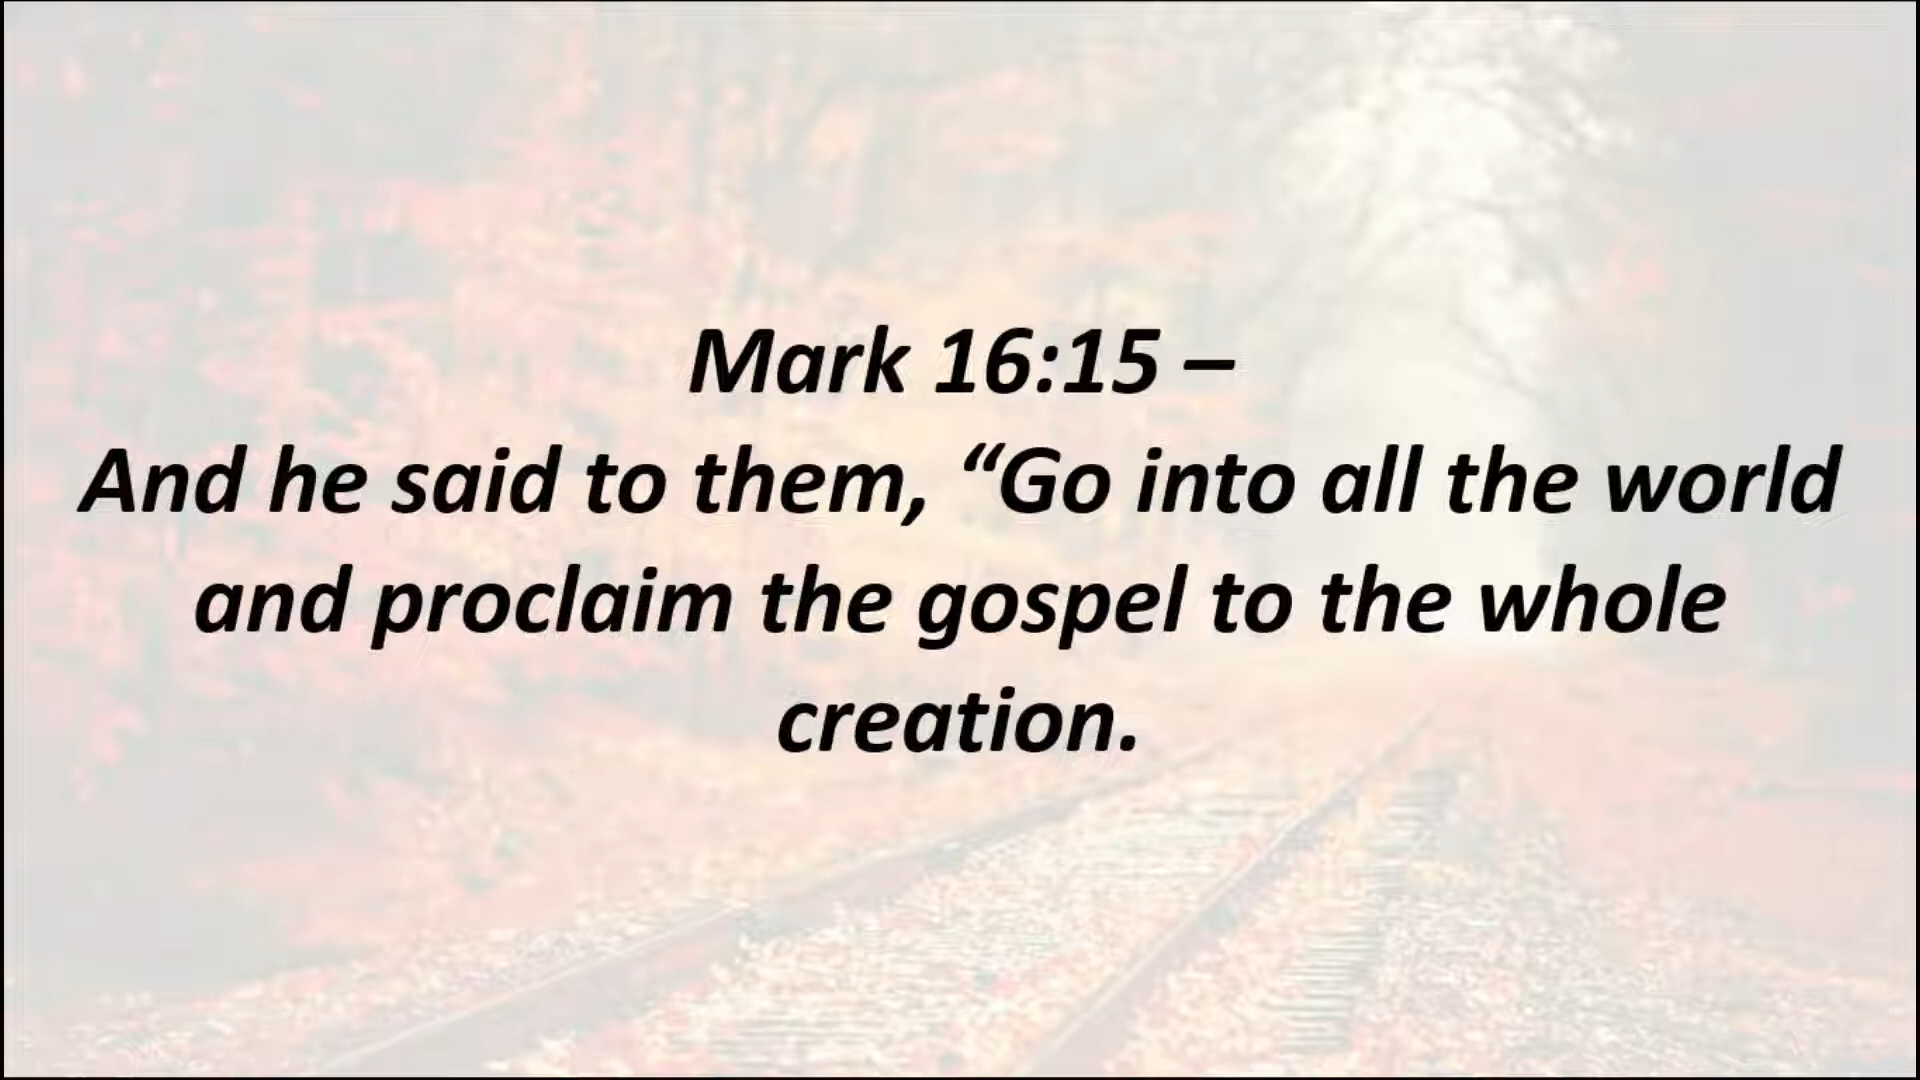 Mark 16:15 –
And he said to them, “Go into all the world
and proclaim the gospel to the whole
creation.